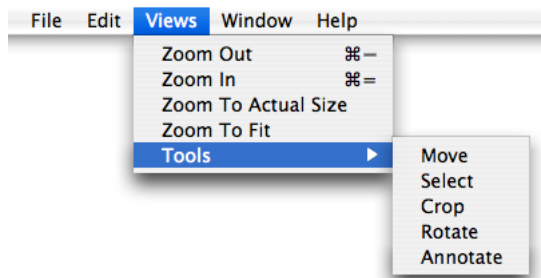 File Edit Views Window Help
Zoom Out ⌘—
Zoom In ⌘=
Zoom To Actual Size
Zoom To Fit
Tools ▶
Move
Select
Crop
Rotate
Annotate